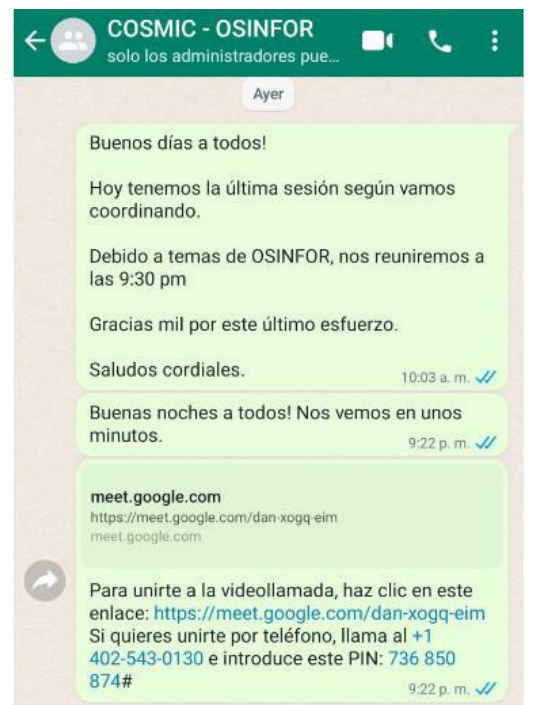 COSMIC - OSINFOR
solo los administradores pue...
Ayer
Buenos días a todos!
Hoy tenemos la última sesión según vamos
coordinando.
Debido a temas de OSINFOR, nos reuniremos a
las 9:30 pm
Gracias mil por este último esfuerzo.
Saludos cordiales.
10:03 a. m.
Buenas noches a todos! Nos vemos en unos
minutos.
9:22 p. m.
meet.google.com
https://meet.google.com/dan-xogq-eim
meet.google.com
Para unirte a la videollamada, haz clic en este
enlace: https://meet.google.com/dan-xogq-eim
Si quieres unirte por teléfono, llama al +1
402-543-0130 e introduce este PIN: 736 850
874#
9:22 p. m.